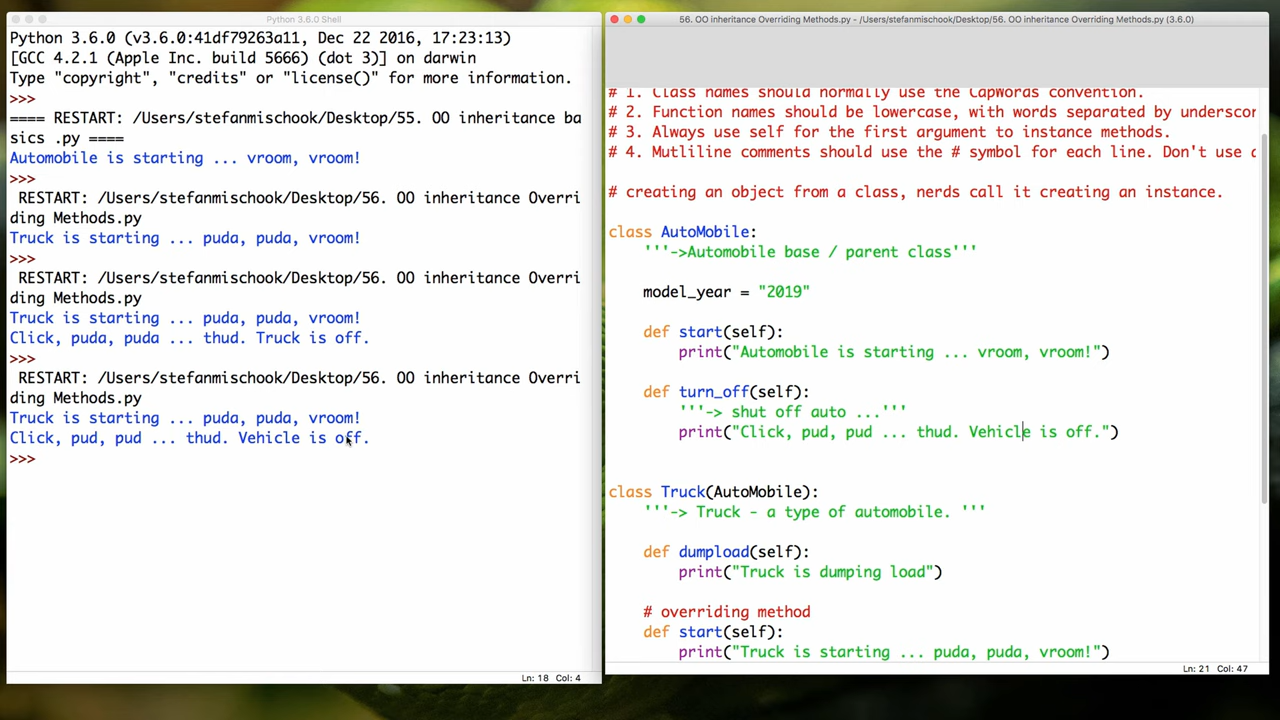 Python 3.6.0 Shell
Python 3.6.0 (v3.6.0:41df79263a11, Dec 22 2016, 17:23:13)
[GCC 4.2.1 (Apple Inc. build 5666) (dot 3)] on darwin
Type "copyright", "credits" or "license()" for more information.
>>>
==== RESTART: /Users/stefanmischook/Desktop/55. OO inheritance ba
sics .py ====
Automobile is starting ... vroom, vroom!
>>>
RESTART: /Users/stefanmischook/Desktop/56. OO inheritance Overri
ding Methods.py
Truck is starting ... puda, puda, vroom!
>>>
RESTART: /Users/stefanmischook/Desktop/56. OO inheritance Overri
ding Methods.py
Truck is starting ... puda, puda, vroom!
Click, puda, puda ... thud. Truck is off.
>>>
RESTART: /Users/stefanmischook/Desktop/56. OO inheritance Overri
ding Methods.py
Truck is starting ... puda, puda, vroom!
Click, pud, pud ... thud. Vehicle is off.
>>>
Ln: 18 Col: 4
56. OO inheritance Overriding Methods.py - /Users/stefanmischook/Desktop/56. OO inheritance Overriding Methods.py (3.6.0)
# 1. Class names should normally use the CapWords convention.
# 2. Function names should be lowercase, with words separated by underscor
# 3. Always use self for the first argument to instance methods.
# 4. Mutliline comments should use the # symbol for each line. Don't use
# creating an object from a class, nerds call it creating an instance.
class AutoMobile:
'''->Automobile base / parent class'''
model_year = "2019"
def start(self):
print("Automobile is starting ... vroom, vroom!")
def turn_off(self):
'''-> shut off auto ...'''
print("Click, pud, pud ... thud. Vehicle is off.")
class Truck(AutoMobile):
'''-> Truck - a type of automobile. '''
def dumpload(self):
print("Truck is dumping load")
# overriding method
def start(self):
print("Truck is starting ... puda, puda, vroom!")
Ln: 21 Col: 47